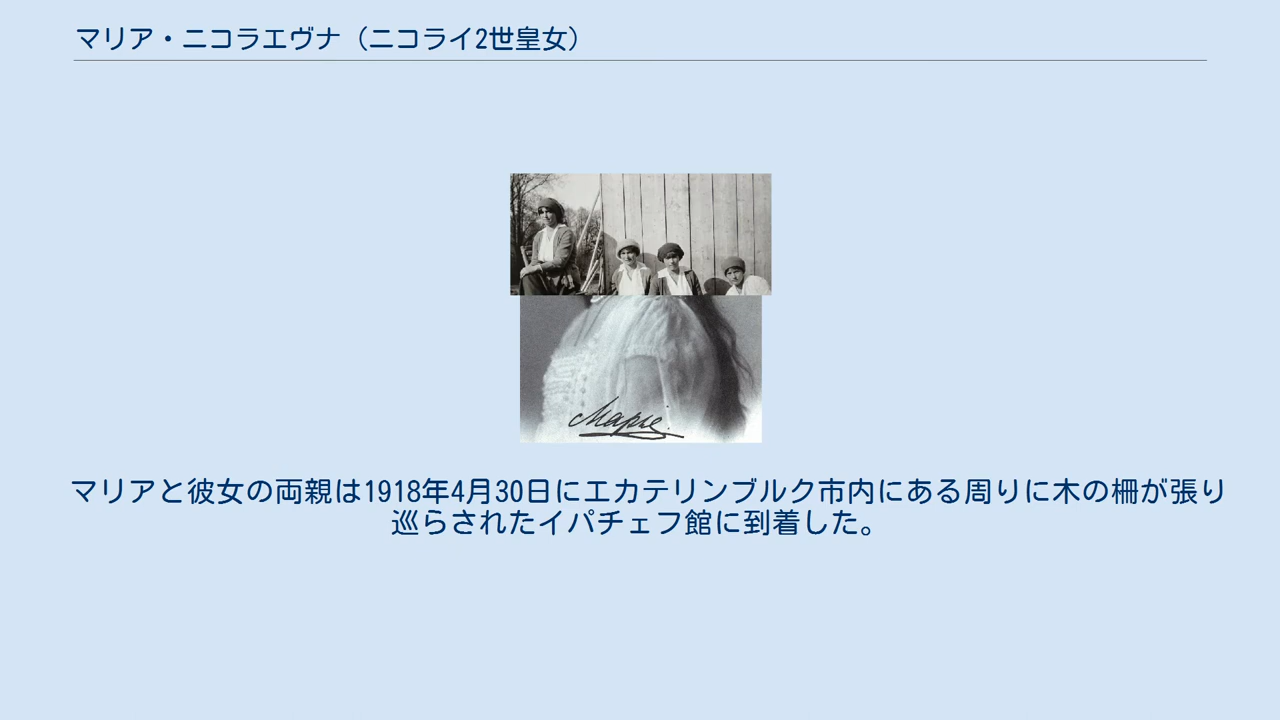 マリア・ニコラエヴナ（ニコライ2世皇女）
Марія.
マリアと彼女の両親は1918年4月30日にエカテリンブルク市内にある周りに木の柵が張り
巡らされたイパチェフ館に到着した。